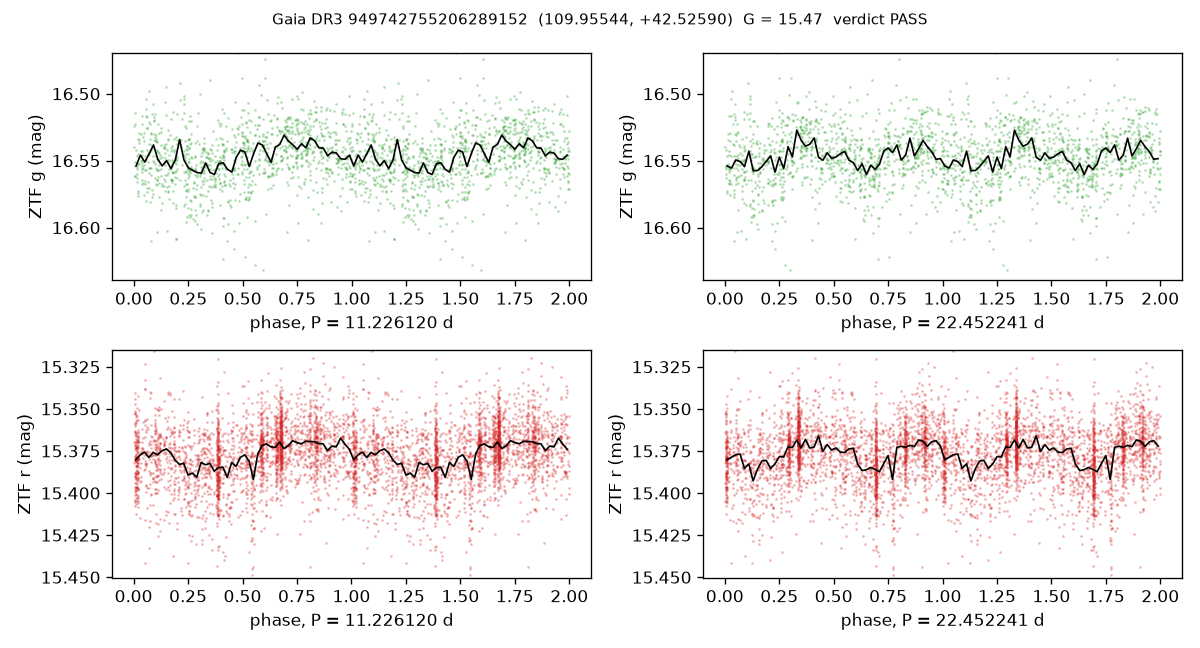 Gaia DR3 949742755206289152  (109.95544, +42.52590)  G = 15.47  verdict PASS
ZTF g (mag)
16.50
16.55
16.60
0.00 0.25 0.50 0.75 1.00 1.25 1.50 1.75 2.00
phase, P = 11.226120 d
ZTF g (mag)
16.50
16.55
16.60
0.00 0.25 0.50 0.75 1.00 1.25 1.50 1.75 2.00
phase, P = 22.452241 d
ZTF r (mag)
15.325
15.350
15.375
15.400
15.425
15.450
0.00 0.25 0.50 0.75 1.00 1.25 1.50 1.75 2.00
phase, P = 11.226120 d
ZTF r (mag)
15.325
15.350
15.375
15.400
15.425
15.450
0.00 0.25 0.50 0.75 1.00 1.25 1.50 1.75 2.00
phase, P = 22.452241 d